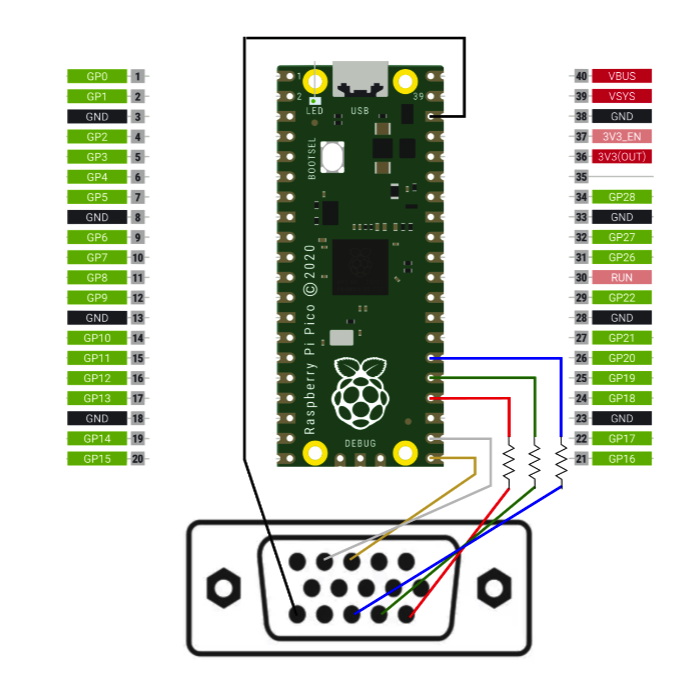 GP0 1
GP1 2
GND 3
GP2 4
GP3 5
GP4 6
GP5 7
GND 8
GP6 9
GP7 10
GP8 11
GP9 12
GND 13
GP10 14
GP11 15
GP12 16
GP13 17
GND 18
GP14 19
GP15 20
1
2
39
LED
USB
BOOTSEL
Raspberry Pi Pico © 2020
DEBUG
40 VBUS
39 VSYS
38 GND
37 3V3_EN
36 3V3(OUT)
35
34 GP28
33 GND
32 GP27
31 GP26
30 RUN
29 GP22
28 GND
27 GP21
26 GP20
25 GP19
24 GP18
23 GND
22 GP17
21 GP16